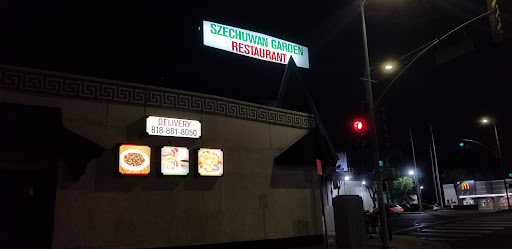 SZECHUWAN GARDEN
RESTAURANT
DELIVERY
818-881-8050